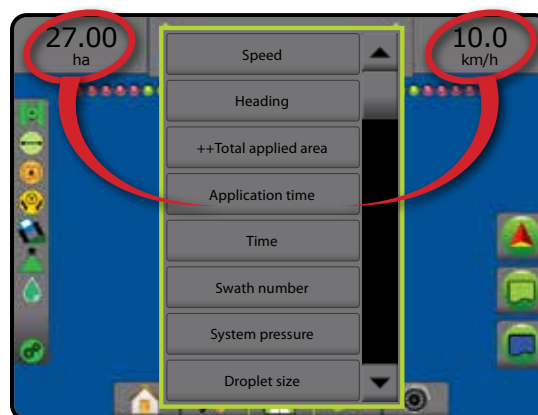 27.00
ha
10.0
km/h
Speed
Heading
++Total applied area
Application time
Time
Swath number
System pressure
Droplet size